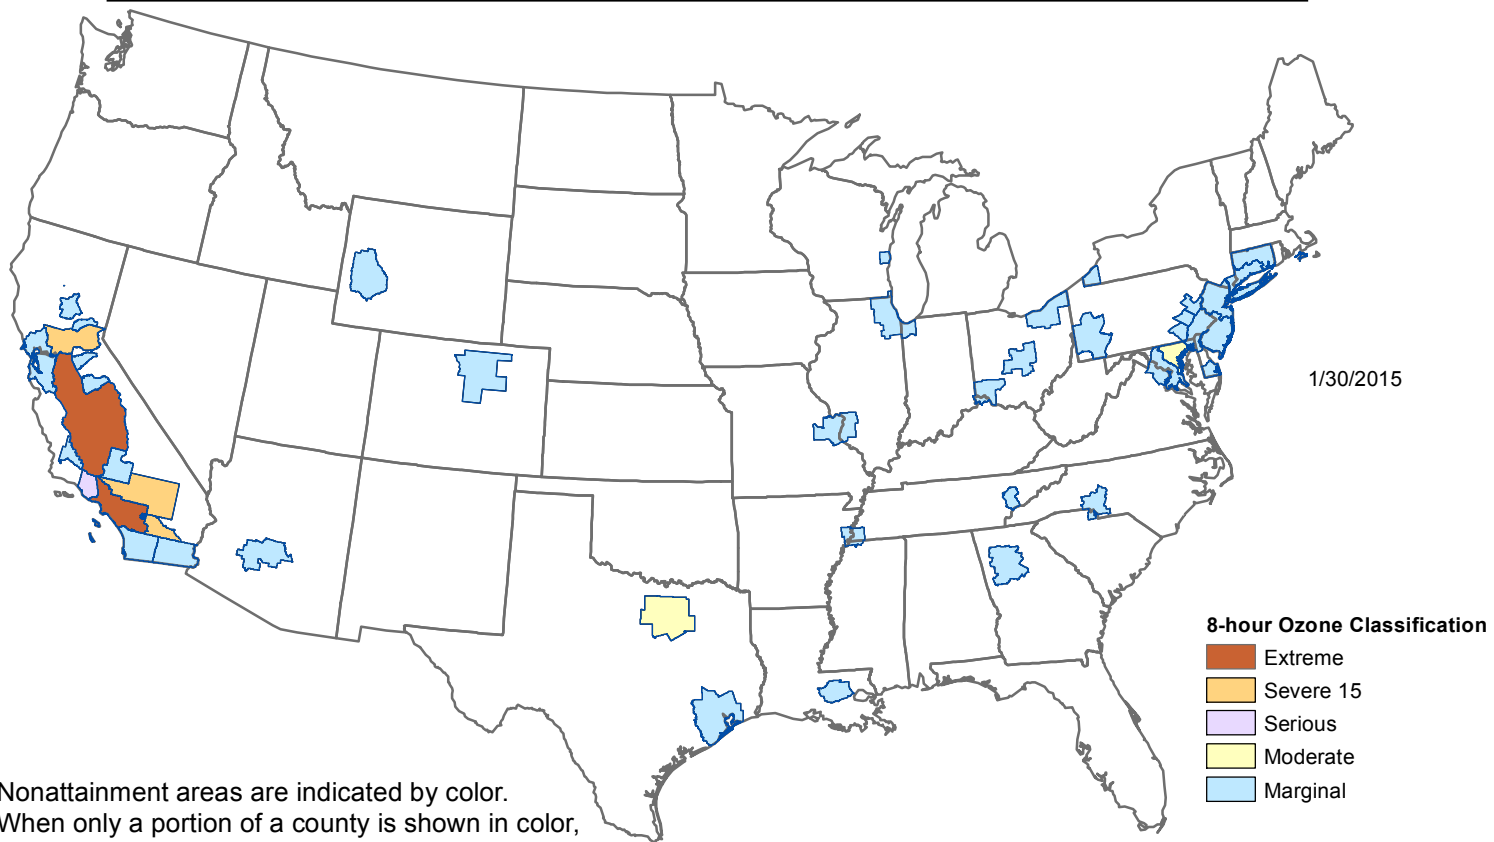 1/30/2015
8-hour Ozone Classification
Extreme
Severe 15
Serious
Moderate
Marginal
Nonattainment areas are indicated by color.
When only a portion of a county is shown in color,